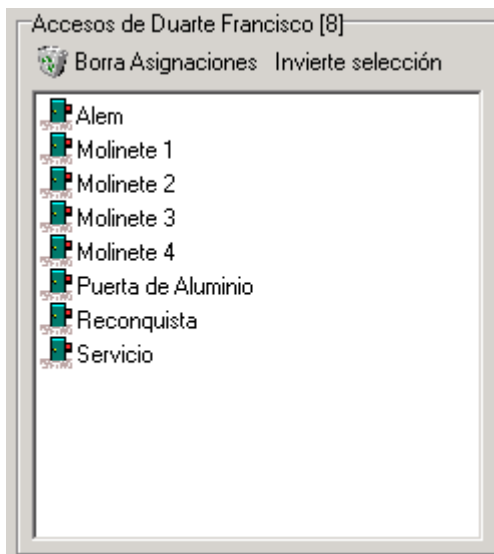 Accesos de Duarte Francisco [8]
Borra Asignaciones Invierte selección
Alem
Molinete 1
Molinete 2
Molinete 3
Molinete 4
Puerta de Aluminio
Reconquista
Servicio